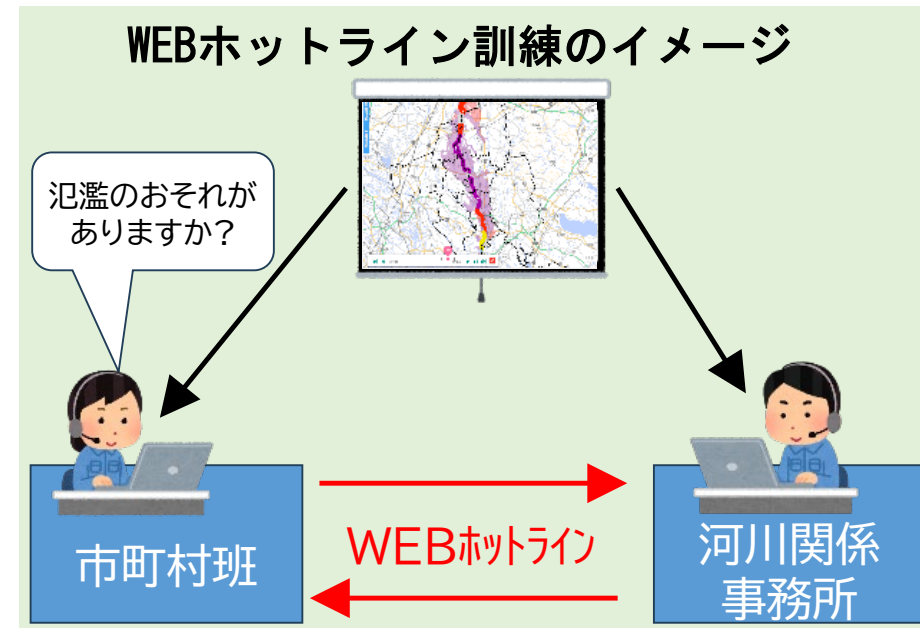 WEBホットライン訓練のイメージ
氾濫のおそれが
ありますか？
市町村班
WEBホットライン
河川関係
事務所